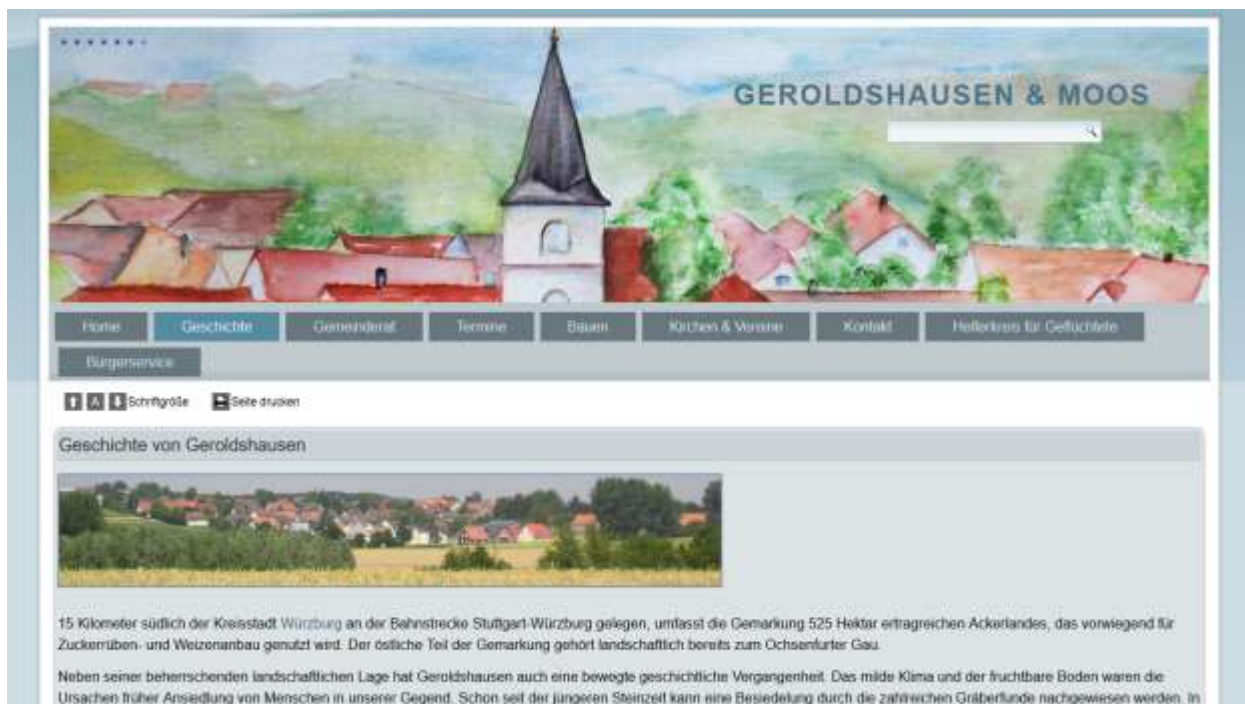 GEROLDSHAUSEN & MOOS
Home Geschichte Gemeinderat Termine Bauen Kirchen & Vereine Kontakt Helferkreis für Geflüchtete
Bürgerservice
A Schriftgröße Seite drucken
Geschichte von Geroldshausen
15 Kilometer südlich der Kreisstadt Würzburg an der Bahnstrecke Stuttgart-Würzburg gelegen, umfasst die Gemarkung 525 Hektar ertragreichen Ackerlandes, das vorwiegend für
Zuckerrüben- und Weizenanbau genutzt wird. Der östliche Teil der Gemarkung gehört landschaftlich bereits zum Ochsenfurter Gau.
Neben seiner beherrschenden landschaftlichen Lage hat Geroldshausen auch eine bewegte geschichtliche Vergangenheit. Das milde Klima und der fruchtbare Boden waren die
Ursachen früher Ansiedlung von Menschen in unserer Gegend. Schon seit der jüngeren Steinzeit kann eine Besiedelung durch die zahlreichen Gräberfunde nachgewiesen werden. In